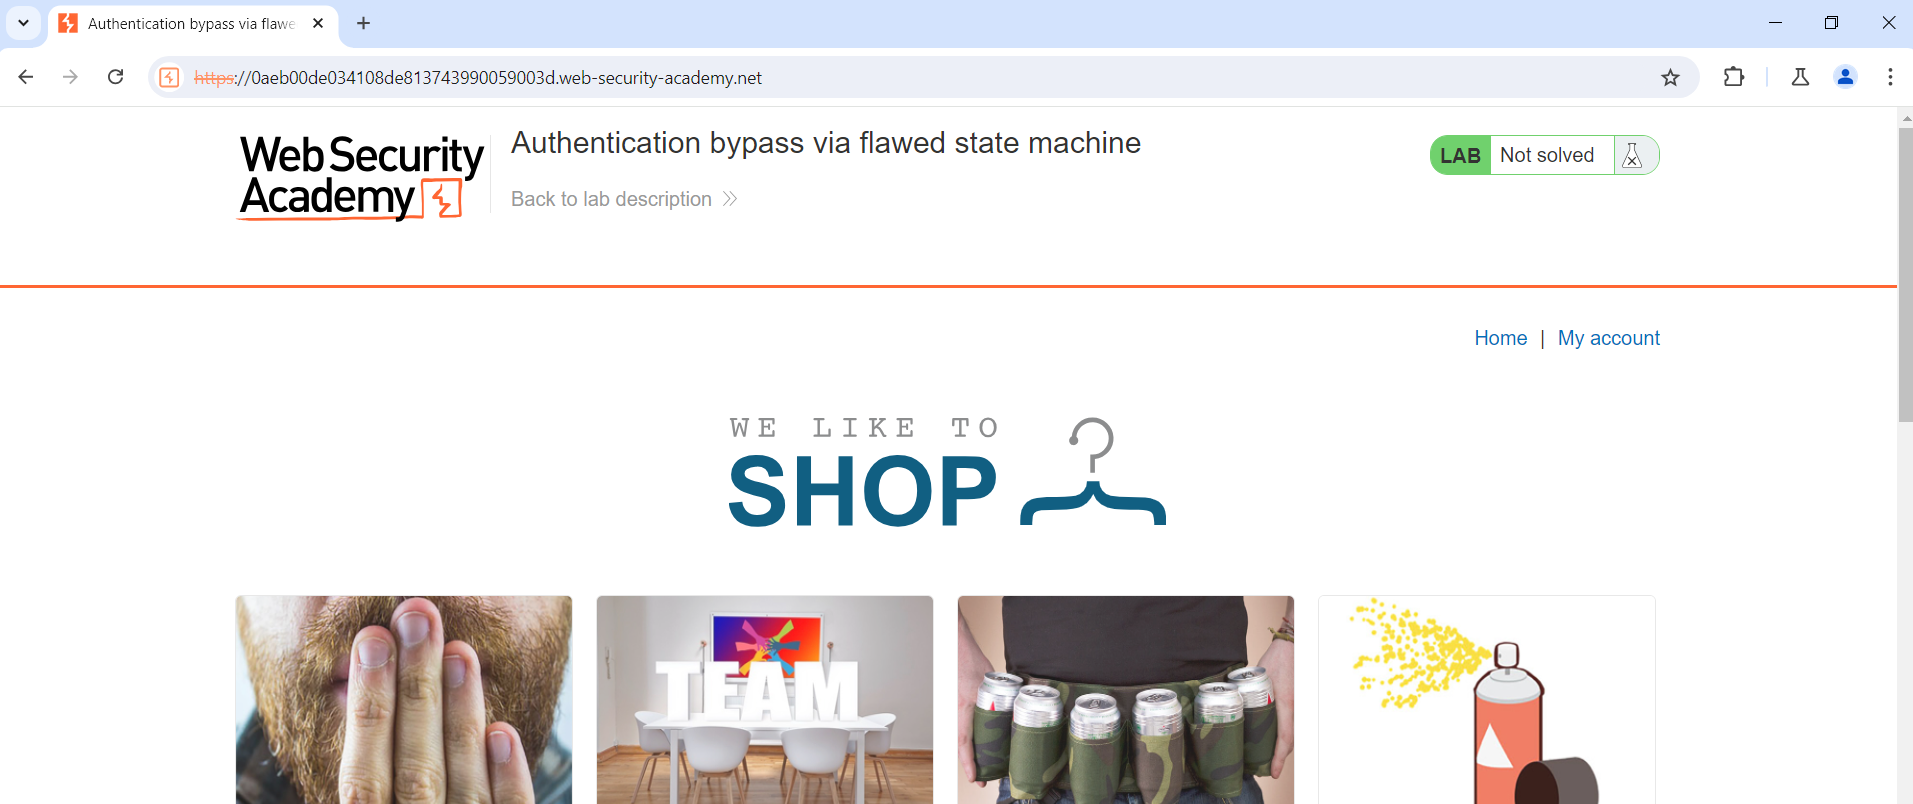 Authentication bypass via flawe
https://0aeb00de034108de813743990059003d.web-security-academy.net
Web Security
Academy
Authentication bypass via flawed state machine
Back to lab description
LAB Not solved
Home | My account
WE LIKE TO
SHOP
TEAM